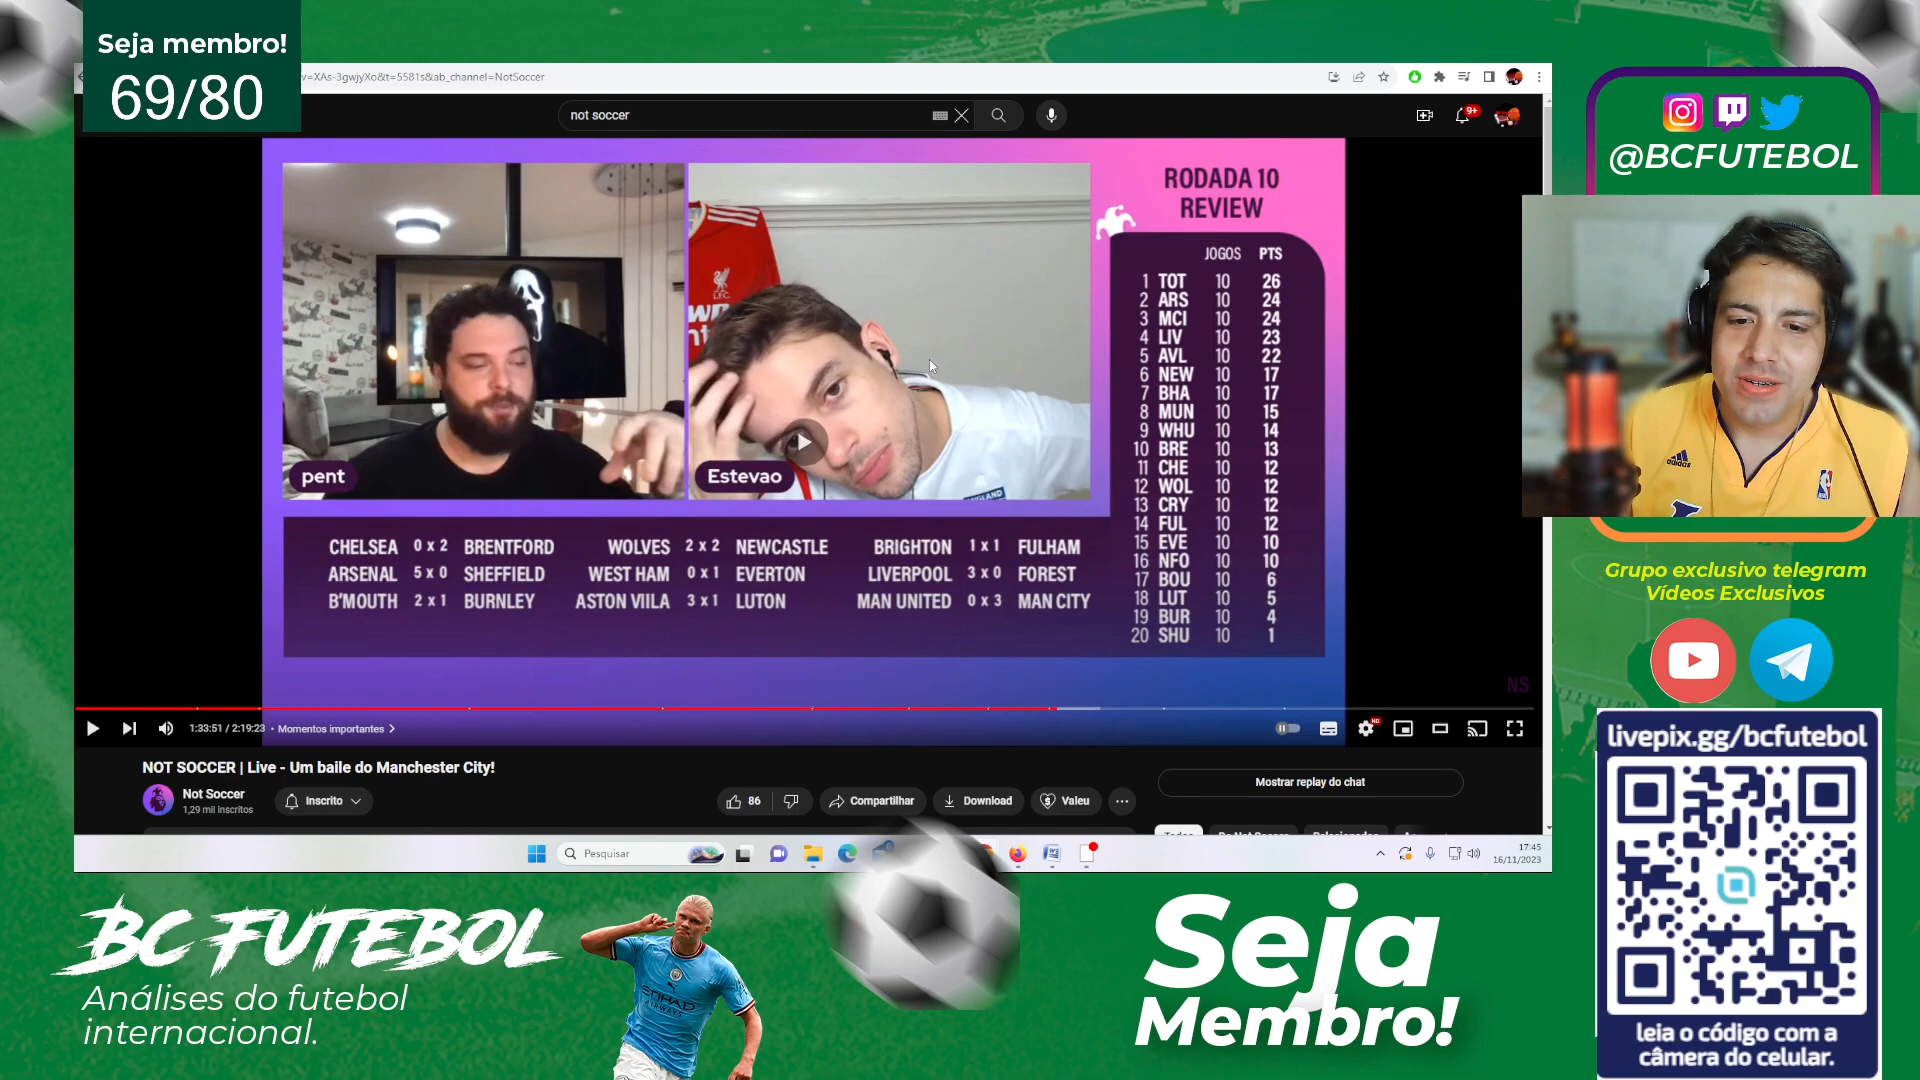 Seja membro!
69/80
v=XAs-3gwjyXo&t=5581s&ab_channel=NotSoccer
not soccer
9+
@BCFUTEBOL
RODADA 10
REVIEW
JOGOS PTS
1 TOT 10 26
2 ARS 10 24
3 MCI 10 24
4 LIV 10 23
5 AVL 10 22
6 NEW 10 17
7 BHA 10 17
8 MUN 10 15
9 WHU 10 14
10 BRE 10 13
11 CHE 10 12
12 WOL 10 12
13 CRY 10 12
14 FUL 10 12
15 EVE 10 10
16 NFO 10 10
17 BOU 10 6
18 LUT 10 5
19 BUR 10 4
20 SHU 10 1
L.F.C.
pent
Estevao
ENGLAND
adidas
NBA
CHELSEA 0 x 2 BRENTFORD WOLVES 2 x 2 NEWCASTLE BRIGHTON 1 x 1 FULHAM
ARSENAL 5 x 0 SHEFFIELD WEST HAM 0 x 1 EVERTON LIVERPOOL 3 x 0 FOREST
B'MOUTH 2 x 1 BURNLEY ASTON VIILA 3 x 1 LUTON MAN UNITED 0 x 3 MAN CITY
NS
1:33:51 / 2:19:23 • Momentos importantes
HD
NOT SOCCER | Live - Um baile do Manchester City!
Not Soccer
1,29 mil inscritos
Inscrito
86
Compartilhar
Download
Valeu
Mostrar replay do chat
Grupo exclusivo telegram
Vídeos Exclusivos
livepix.gg/bcfutebol
leia o código com a
câmera do celular.
Pesquisar
17:45
16/11/2023
BC FUTEBOL
Análises do futebol
internacional.
ETIHAD
AIRWAYS
Seja
Membro!